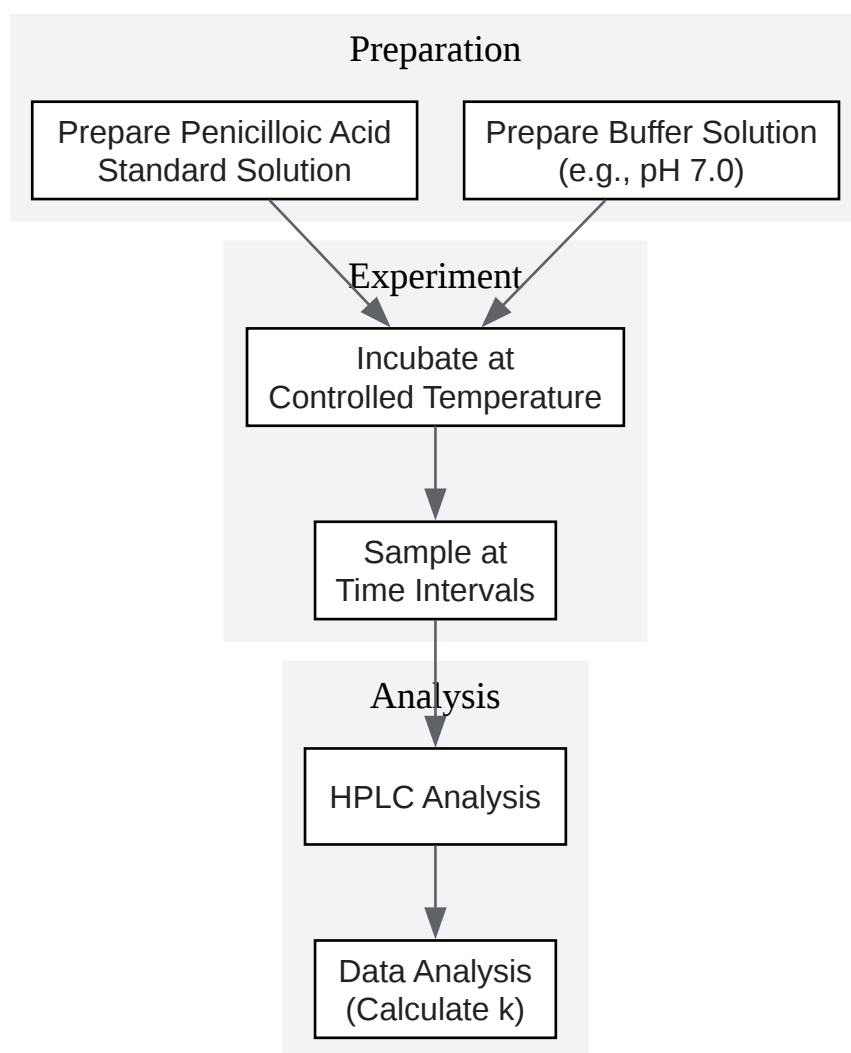 Preparation
Prepare Penicilloic Acid
Standard Solution
Prepare Buffer Solution
(e.g., pH 7.0)
Experiment
Incubate at
Controlled Temperature
Sample at
Time Intervals
Analysis
HPLC Analysis
Data Analysis
(Calculate k)